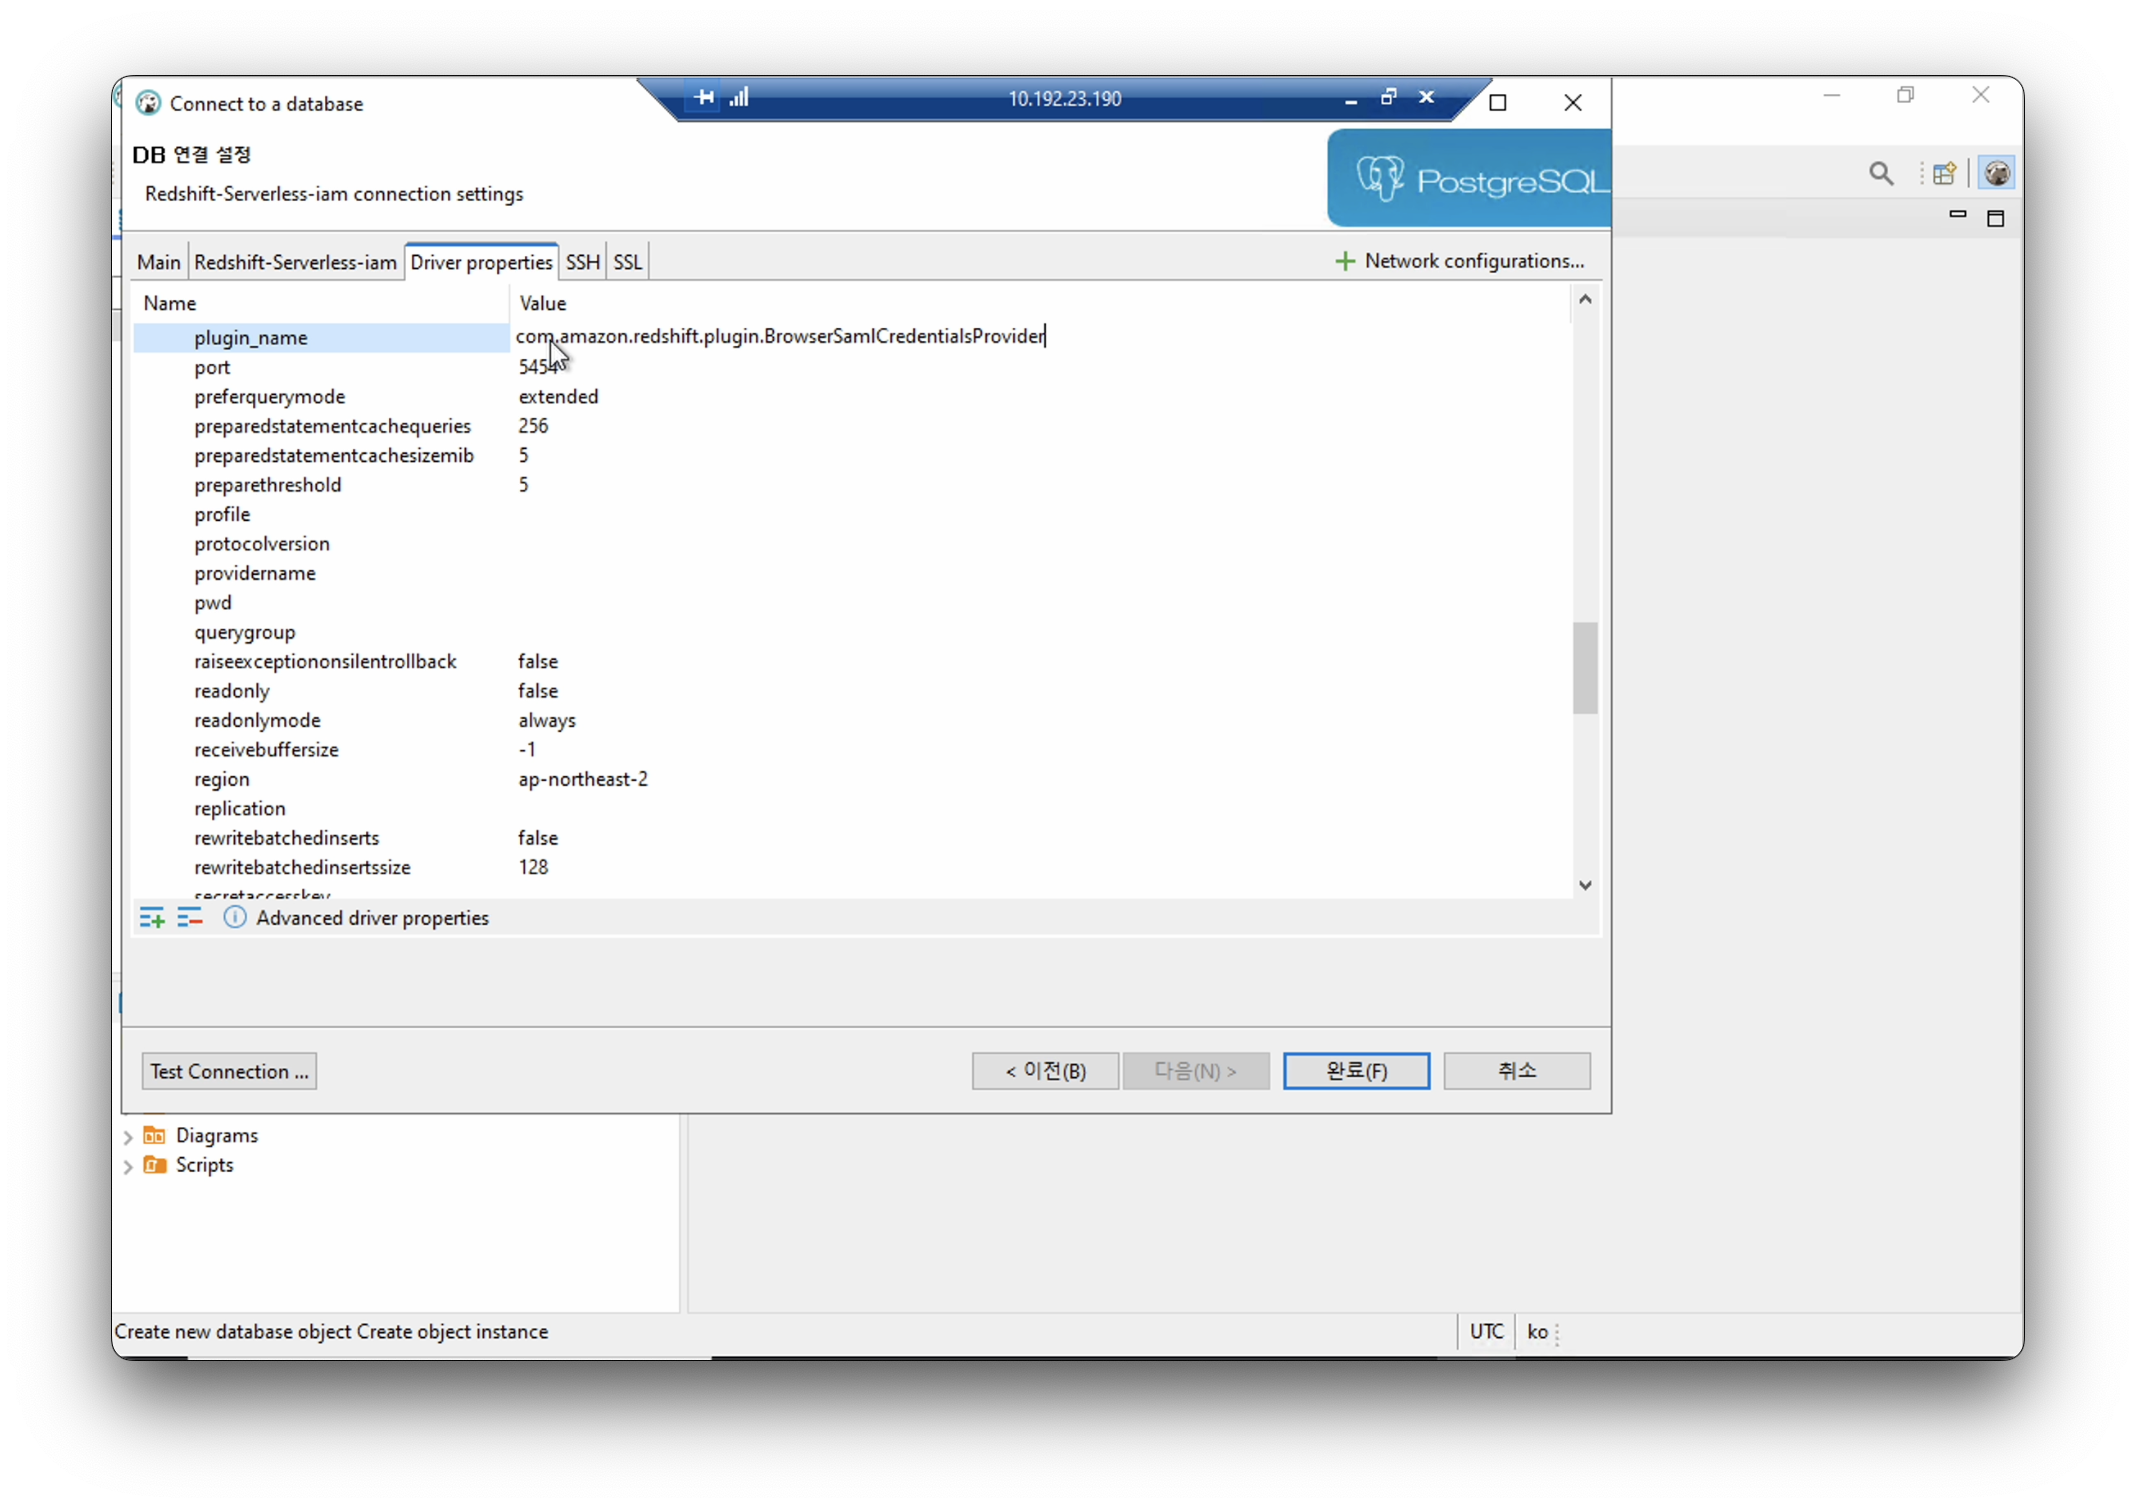 Connect to a database
10.192.23.190
DB 연결 설정
Redshift-Serverless-iam connection settings
PostgreSQL
Main Redshift-Serverless-iam Driver properties SSH SSL
Network configurations...
Name Value
plugin_name com.amazon.redshift.plugin.BrowserSamlCredentialsProvider
port 5454
preferquerymode extended
preparedstatementcachequeries 256
preparedstatementcachesizemib 5
preparethreshold 5
profile
protocolversion
providername
pwd
querygroup
raiseexceptiononsilentrollback false
readonly false
readonlymode always
receivebuffersize -1
region ap-northeast-2
replication
rewritebatchedinserts false
rewritebatchedinsertssize 128
secretaccesskey
Advanced driver properties
Test Connection ... < 이전(B) 다음(N) > 완료(F) 취소
Diagrams
Scripts
Create new database object Create object instance UTC ko